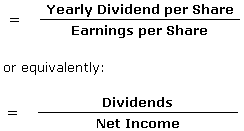 = Yearly Dividend per Share
Earnings per Share
or equivalently:
= Dividends
Net Income